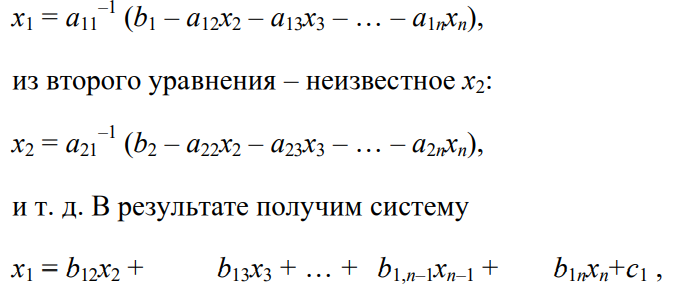 x₁ = a₁₁⁻¹ (b₁ – a₁₂x₂ – a₁₃x₃ – … – a₁ₙxₙ),
из второго уравнения – неизвестное x₂:
x₂ = a₂₁⁻¹ (b₂ – a₂₂x₂ – a₂₃x₃ – … – a₂ₙxₙ),
и т. д. В результате получим систему
x₁ = b₁₂x₂ + b₁₃x₃ + … + b₁,ₙ₋₁xₙ₋₁ + b₁ₙxₙ+c₁ ,